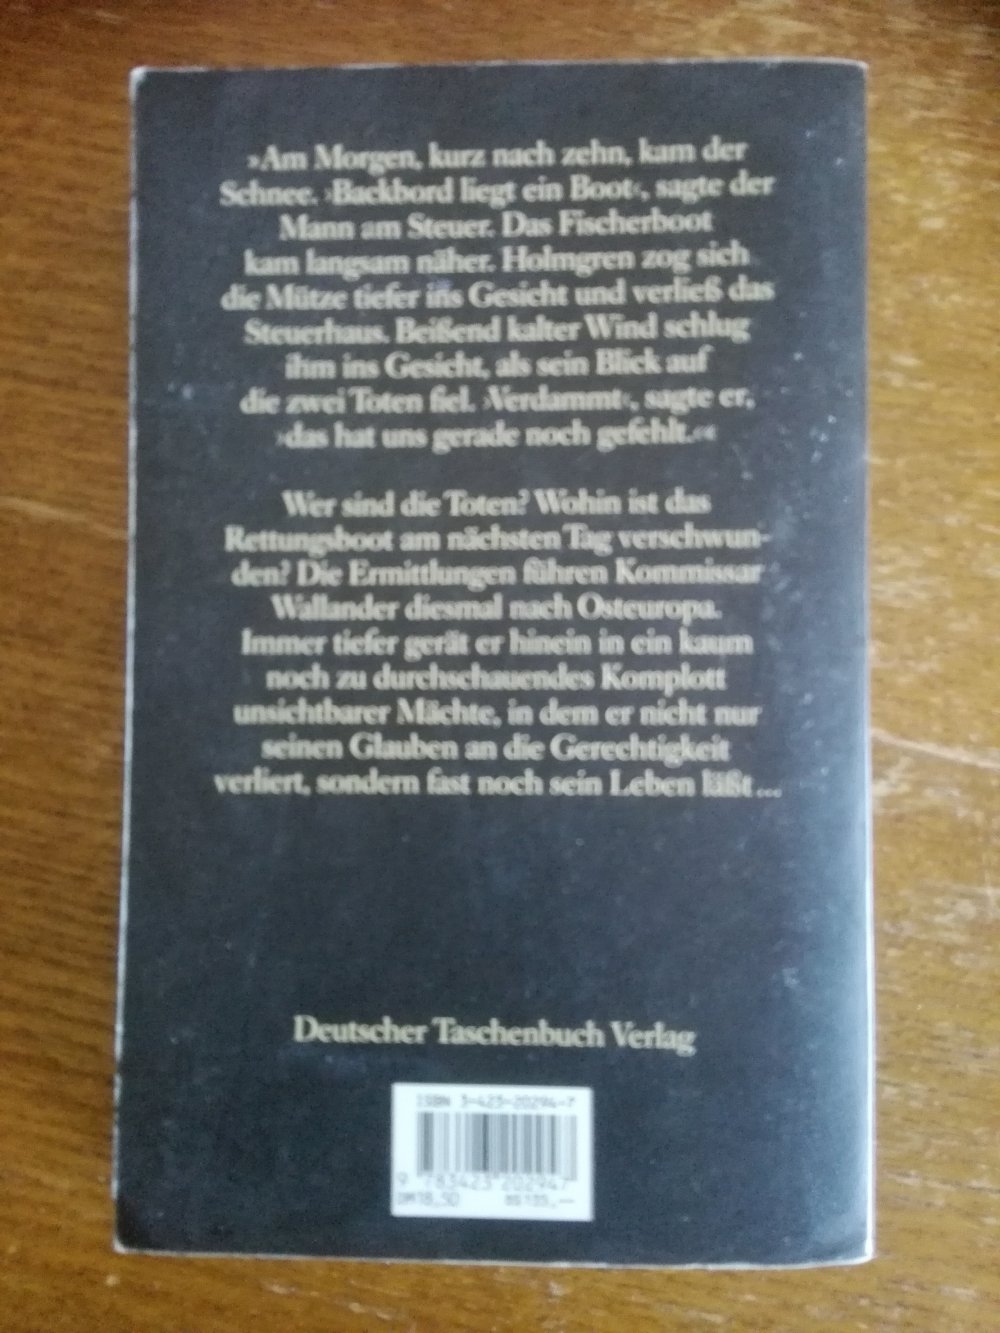 »Am Morgen, kurz nach zehn, kam der
Schnee. ›Backbord liegt ein Boot‹, sagte der
Mann am Steuer. Das Fischerboot
kam langsam näher. Holmgren zog sich
die Mütze tiefer ins Gesicht und verließ das
Steuerhaus. Beißend kalter Wind schlug
ihm ins Gesicht, als sein Blick auf
die zwei Toten fiel. ›Verdammt‹, sagte er,
›das hat uns gerade noch gefehlt.‹«
Wer sind die Toten? Wohin ist das
Rettungsboot am nächsten Tag verschwun-
den? Die Ermittlungen führen Kommissar
Wallander diesmal nach Osteuropa.
Immer tiefer gerät er hinein in ein kaum
noch zu durchschauendes Komplott
unsichtbarer Mächte, in dem er nicht nur
seinen Glauben an die Gerechtigkeit
verliert, sondern fast noch sein Leben läßt ...
Deutscher Taschenbuch Verlag
ISBN 3-423-20294-7
9 783423 202947
DM 18,50 öS 135,—